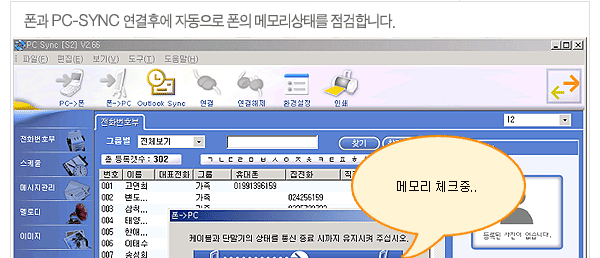 폰과 PC-SYNC 연결후에 자동으로 폰의 메모리상태를 점검합니다.
PC Sync [S2] V2.66
파일(F) 편집(E) 보기(V) 도구(T) 도움말(H)
PC->폰 폰->PC Outlook Sync 연결 연결해제 환경설정 인쇄
전화번호부 12
전화번호부
그룹별 전체보기 찾기
총 등록갯수 : 302 ㄱ ㄴ ㄷ ㄹ ㅁ ㅂ ㅅ ㅇ ㅈ ㅊ ㅋ ㅌ ㅍ ㅎ
스케줄
번호 이름 대표전화 그룹 휴대폰 집전화
001 고연희 가족 01991396159
메시지관리
002 변도... 가족 024256159
003 삼척... 가족
004 태양...
멜로디
005 한애...
006 이태수
007 송심희
이미지
폰->PC
케이블과 단말기의 상태를 통신 종료 시까지 유지시켜 주십시오.
메모리 체크중..
등록된 사진이 없습니다.